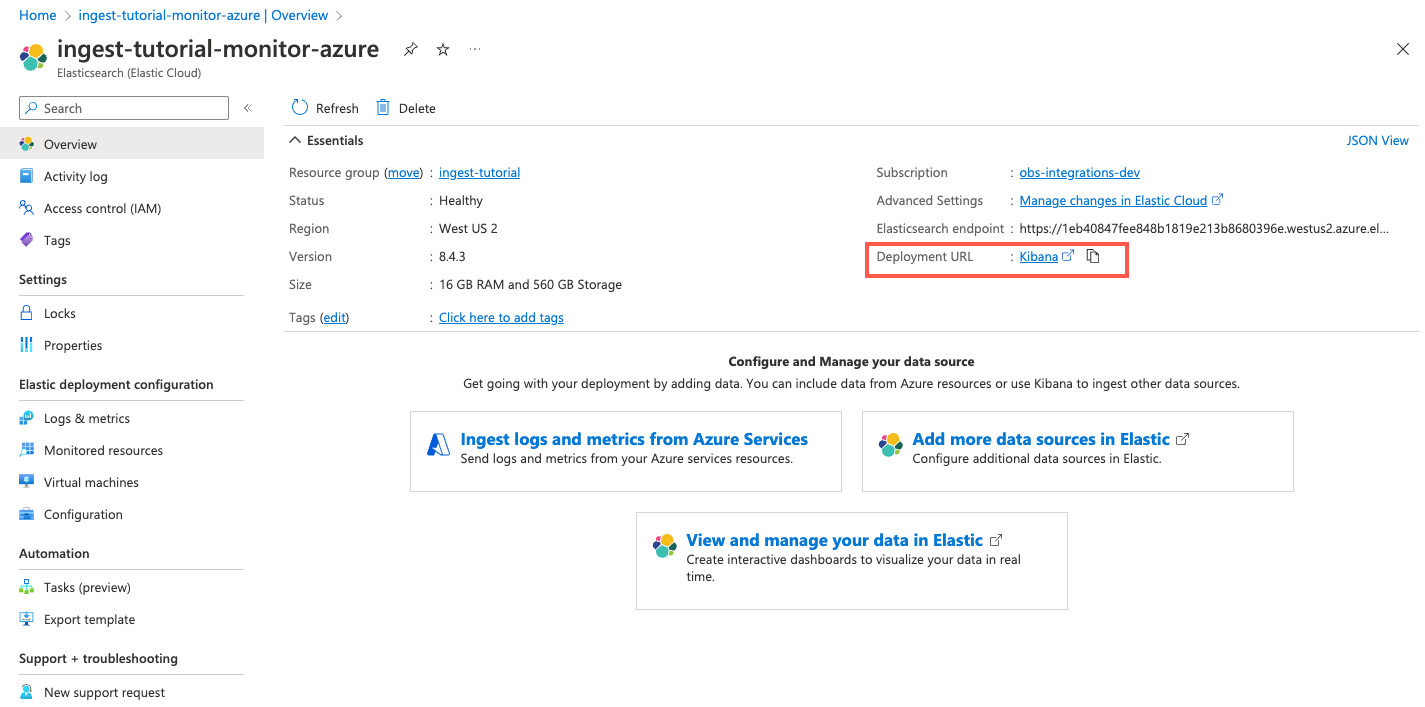 Home > ingest-tutorial-monitor-azure | Overview >
ingest-tutorial-monitor-azure
Elasticsearch (Elastic Cloud)
Search
Overview
Activity log
Access control (IAM)
Tags
Settings
Locks
Properties
Elastic deployment configuration
Logs & metrics
Monitored resources
Virtual machines
Configuration
Automation
Tasks (preview)
Export template
Support + troubleshooting
New support request
Refresh Delete
Essentials JSON View
Resource group (move) : ingest-tutorial
Status : Healthy
Region : West US 2
Version : 8.4.3
Size : 16 GB RAM and 560 GB Storage
Tags (edit) : Click here to add tags
Subscription : obs-integrations-dev
Advanced Settings : Manage changes in Elastic Cloud
Elasticsearch endpoint : https://1eb40847fee848b1819e213b8680396e.westus2.azure.el...
Deployment URL : Kibana
Configure and Manage your data source
Get going with your deployment by adding data. You can include data from Azure resources or use Kibana to ingest other data sources.
Ingest logs and metrics from Azure Services
Send logs and metrics from your Azure services resources.
Add more data sources in Elastic
Configure additional data sources in Elastic.
View and manage your data in Elastic
Create interactive dashboards to visualize your data in real
time.